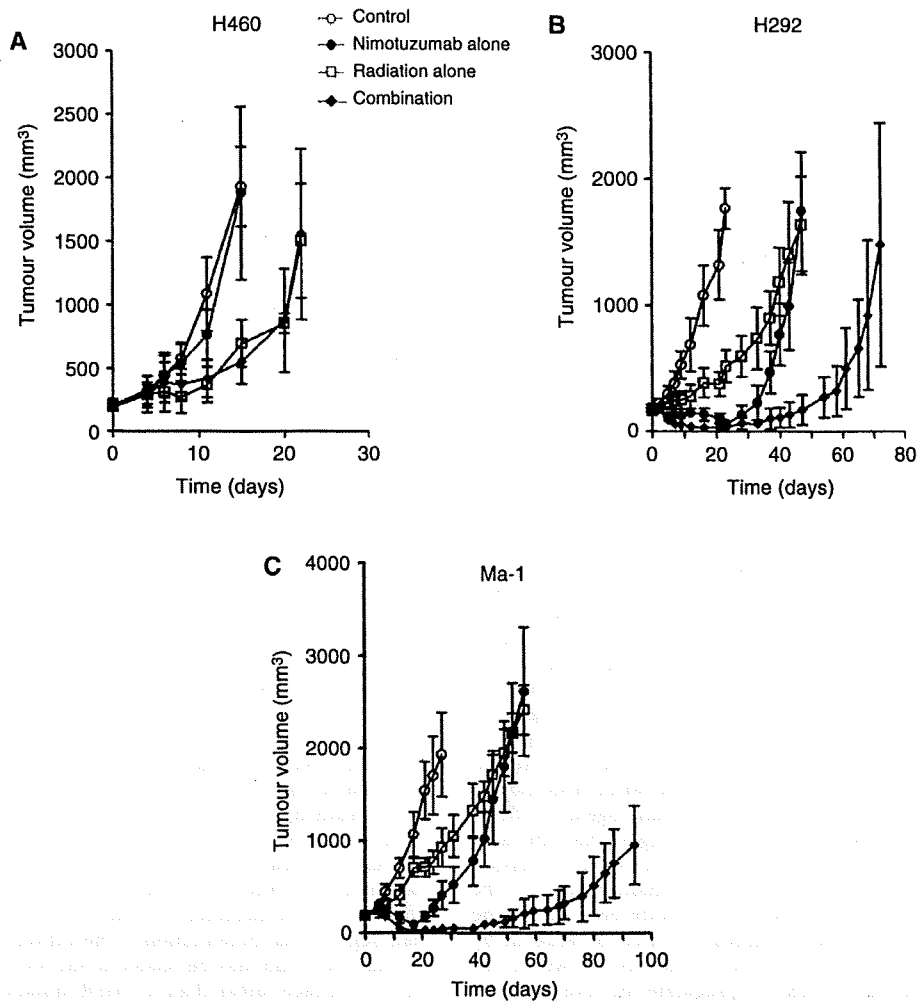 A
H460
Control
Nimotuzumab alone
Radiation alone
Combination
3000
2500
2000
1500
1000
500
0
Tumour volume (mm³)
0 10 20 30
Time (days)
B
H292
3000
2000
1000
0
Tumour volume (mm³)
0 20 40 60 80
Time (days)
C
Ma-1
4000
3000
2000
1000
0
Tumour volume (mm³)
0 20 40 60 80 100
Time (days)